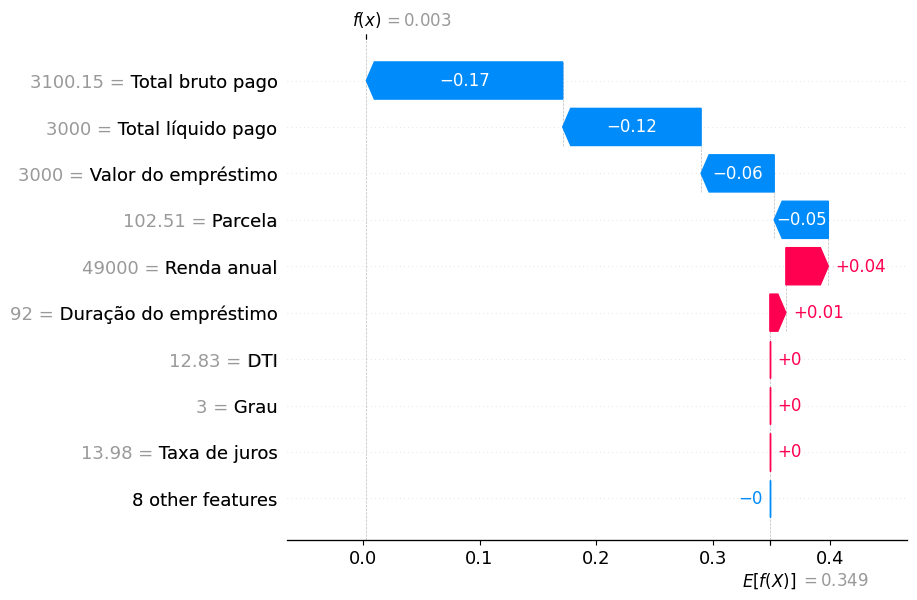 f(x) = 0.003
3100.15 = Total bruto pago −0.17
3000 = Total líquido pago −0.12
3000 = Valor do empréstimo −0.06
102.51 = Parcela −0.05
49000 = Renda anual +0.04
92 = Duração do empréstimo +0.01
12.83 = DTI +0
3 = Grau +0
13.98 = Taxa de juros +0
8 other features −0
0.0 0.1 0.2 0.3 0.4
E[f(X)] = 0.349